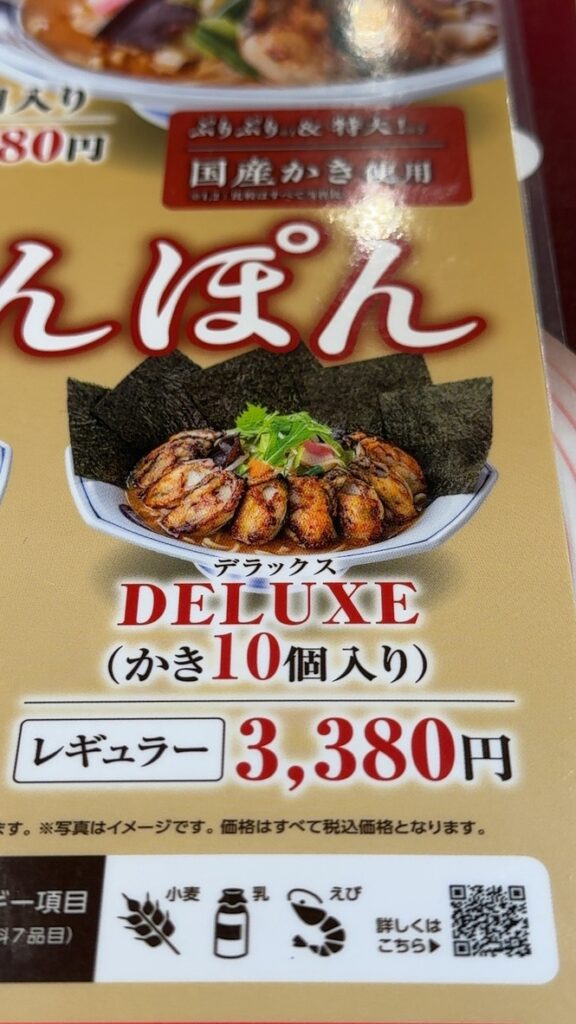 入り
80円
ぷりぷり & 特大!
国産かき使用
んぽん
デラックス
DELUXE
(かき10個入り)
レギュラー 3,380円
ます。※写真はイメージです。価格はすべて税込価格となります。
ギー項目
料7品目)
小麦
乳
えび
詳しくは
こちら▶